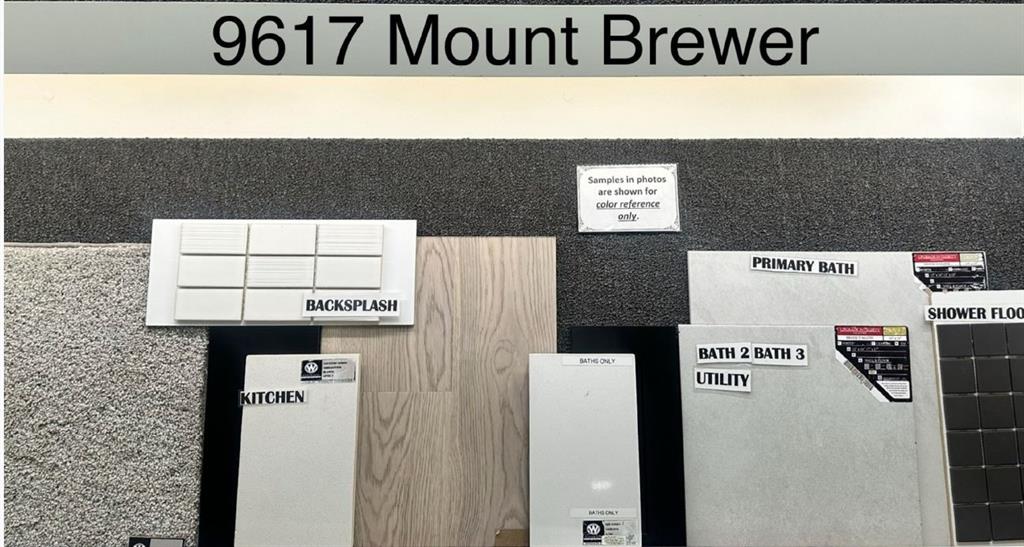 9617 Mount Brewer
Samples in photos
are shown for
color reference
only.
BACKSPLASH
PRIMARY BATH
SHOWER FLOO
KITCHEN
BATHS ONLY
BATH 2 BATH 3
UTILITY
BATHS ONLY